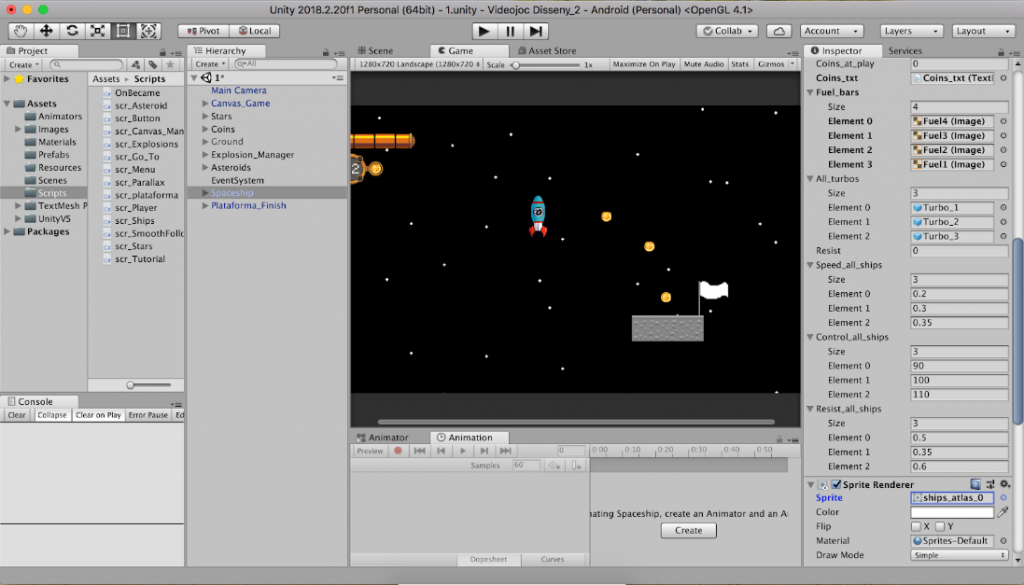 Unity 2018.2.20f1 Personal (64bit) - 1.unity - Videojoc Disseny_2 - Android (Personal) <OpenGL 4.1>
Pivot Local Collab Account Layers Layout
Project
Create
Favorites
Assets
Animators
Images
Materials
Prefabs
Resources
Scenes
Scripts
TextMesh P
UnityVS
Packages
Assets Scripts
OnBecame
scr_Asteroid
scr_Button
scr_Canvas_Man
scr_Explosions
scr_Go_To
scr_Menu
scr_Parallax
scr_plataforma
scr_Player
scr_Ships
scr_SmoothFollo
scr_Stars
scr_Tutorial
Console
Clear Collapse Clear on Play Error Pause Ed
Hierarchy
Create All
1*
Main Camera
Canvas_Game
Stars
Coins
Ground
Explosion_Manager
Asteroids
EventSystem
Spaceship
Plataforma_Finish
Scene Game Asset Store
1280x720 Landscape (1280x720) Scale 1x Maximize On Play Mute Audio Stats Gizmos
2
Animator Animation
Preview 0 0:00 0:10 0:20 0:30 0:40 0:50
Samples 60
nating Spaceship, create an Animator and an A
Create
Dopesheet Curves
Inspector Services
Coins_at_play 0
Coins_txt Coins_txt (Text
Fuel_bars
Size 4
Element 0 Fuel4 (Image)
Element 1 Fuel3 (Image)
Element 2 Fuel2 (Image)
Element 3 Fuel1 (Image)
All_turbos
Size 3
Element 0 Turbo_1
Element 1 Turbo_2
Element 2 Turbo_3
Resist 0
Speed_all_ships
Size 3
Element 0 0.2
Element 1 0.3
Element 2 0.35
Control_all_ships
Size 3
Element 0 90
Element 1 100
Element 2 110
Resist_all_ships
Size 3
Element 0 0.5
Element 1 0.35
Element 2 0.6
Sprite Renderer
Sprite ships_atlas_0
Color
Flip X Y
Material Sprites-Default
Draw Mode Simple